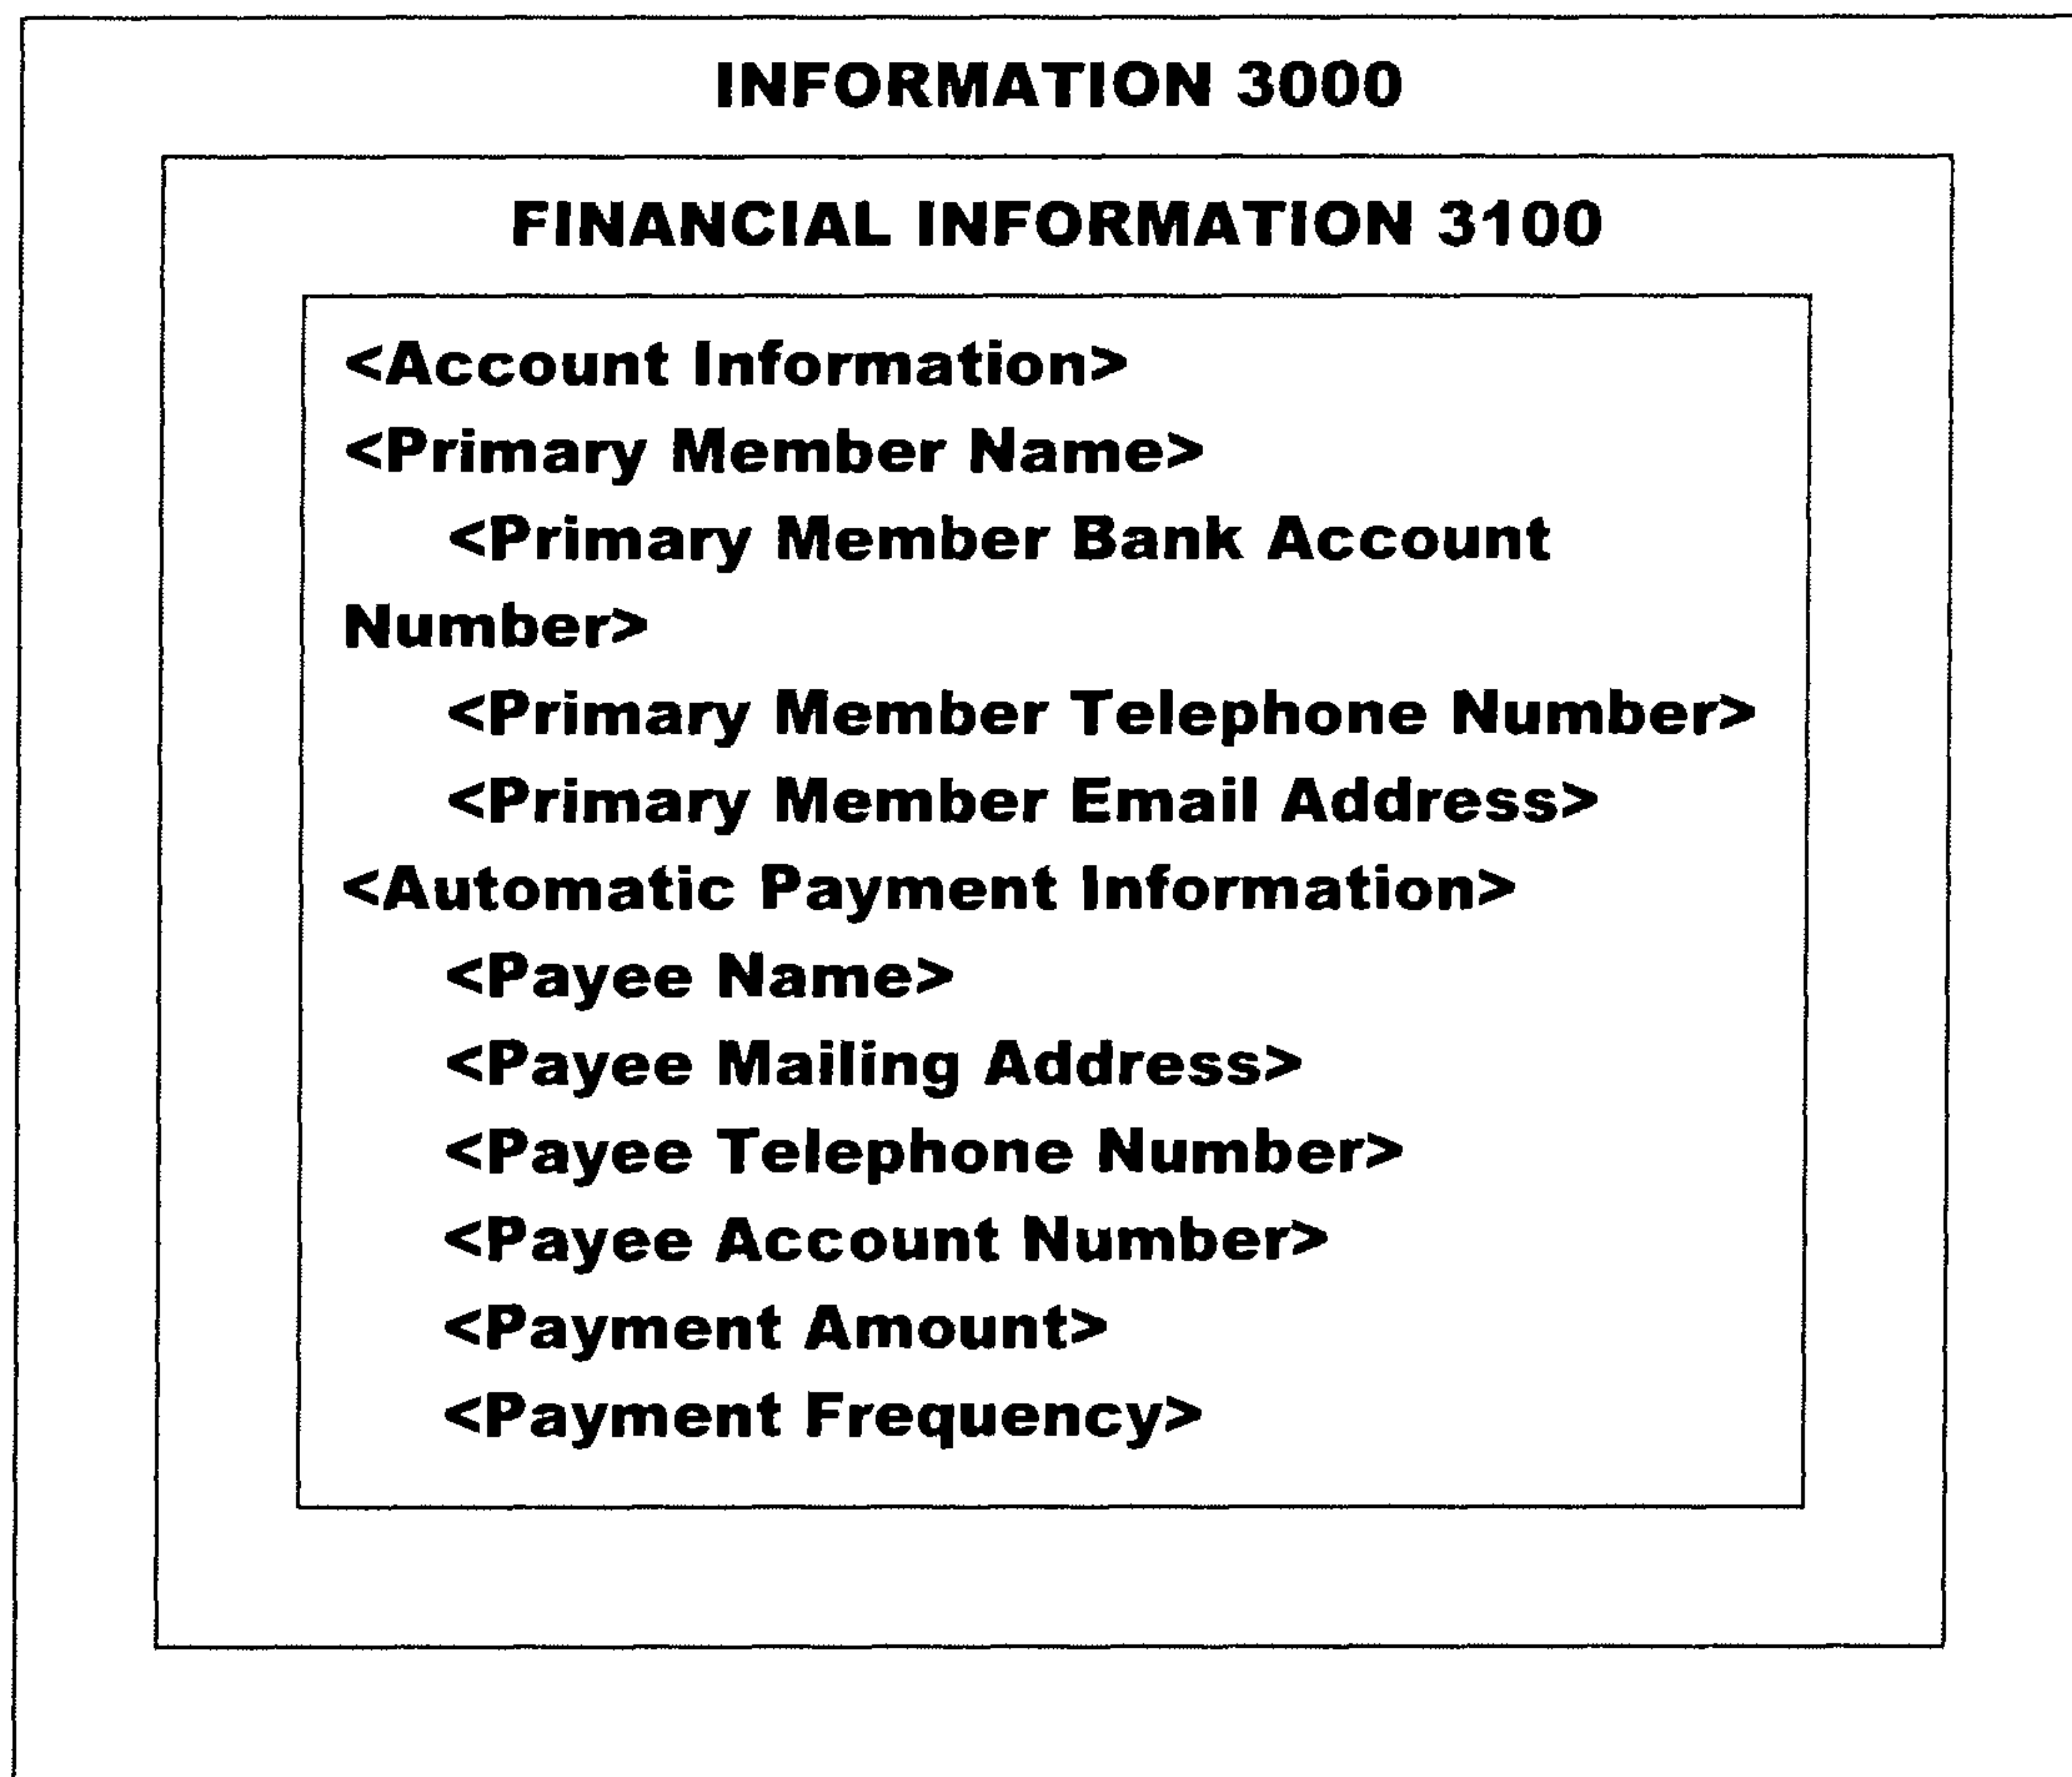 INFORMATION 3000
FINANCIAL INFORMATION 3100
<Account Information>
<Primary Member Name>
<Primary Member Bank Account
Number>
<Primary Member Telephone Number>
<Primary Member Email Address>
<Automatic Payment Information>
<Payee Name>
<Payee Mailing Address>
<Payee Telephone Number>
<Payee Account Number>
<Payment Amount>
<Payment Frequency>